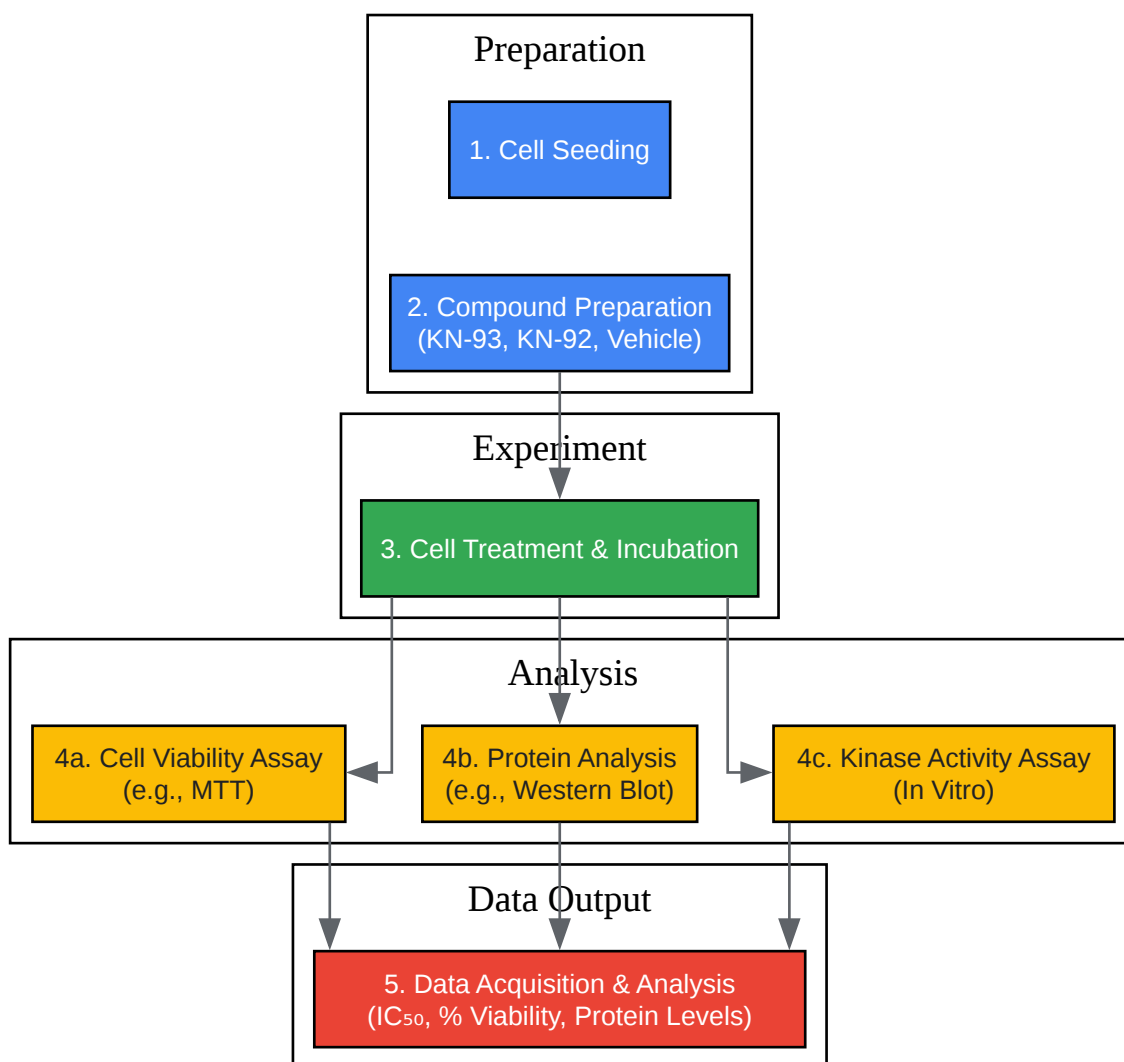 Preparation
1. Cell Seeding
2. Compound Preparation
(KN-93, KN-92, Vehicle)
Experiment
3. Cell Treatment & Incubation
Analysis
4a. Cell Viability Assay
(e.g., MTT)
4b. Protein Analysis
(e.g., Western Blot)
4c. Kinase Activity Assay
(In Vitro)
Data Output
5. Data Acquisition & Analysis
(IC₅₀, % Viability, Protein Levels)